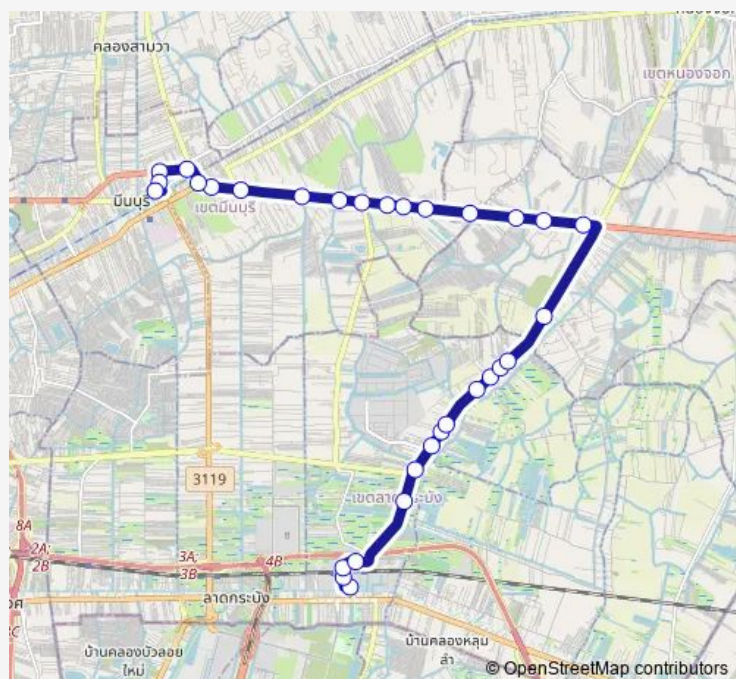 คลองสามวา
เขตหนองจอก
มีนบุรี
เขตมีนบุรี
3119
เขตลาดกระบัง
8A
2A;
2B
3A;
3B
4B
ลาดกระบัง
บ้านคลองบัวลอย
ใหม่
บ้านคลองหลุม
ลำ
© OpenStreetMap contributors